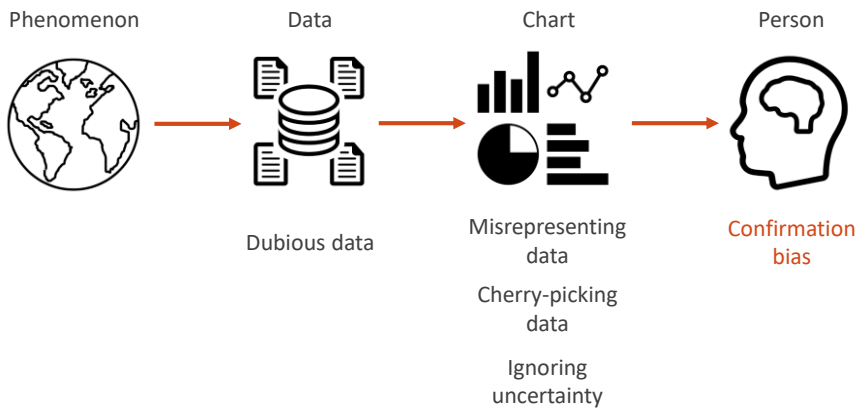 Phenomenon
Data
Chart
Person
Dubious data
Misrepresenting
data
Cherry-picking
data
Ignoring
uncertainty
Confirmation
bias